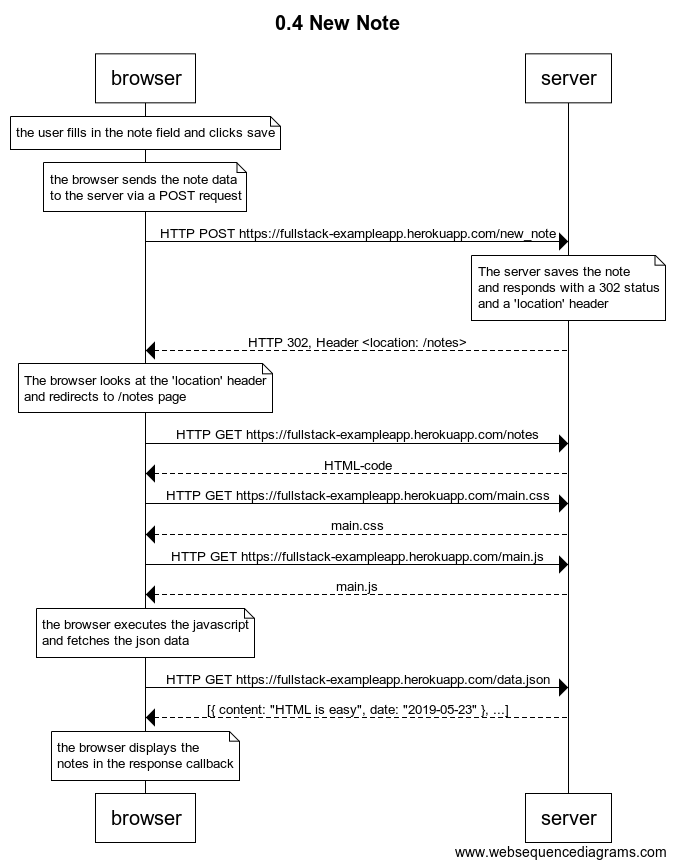 0.4 New Note
browser
server
the user fills in the note field and clicks save
the browser sends the note data
to the server via a POST request
HTTP POST https://fullstack-exampleapp.herokuapp.com/new_note
The server saves the note
and responds with a 302 status
and a 'location' header
HTTP 302, Header <location: /notes>
The browser looks at the 'location' header
and redirects to /notes page
HTTP GET https://fullstack-exampleapp.herokuapp.com/notes
HTML-code
HTTP GET https://fullstack-exampleapp.herokuapp.com/main.css
main.css
HTTP GET https://fullstack-exampleapp.herokuapp.com/main.js
main.js
the browser executes the javascript
and fetches the json data
HTTP GET https://fullstack-exampleapp.herokuapp.com/data.json
[{ content: "HTML is easy", date: "2019-05-23" }, ...]
the browser displays the
notes in the response callback
browser
server
www.websequencediagrams.com